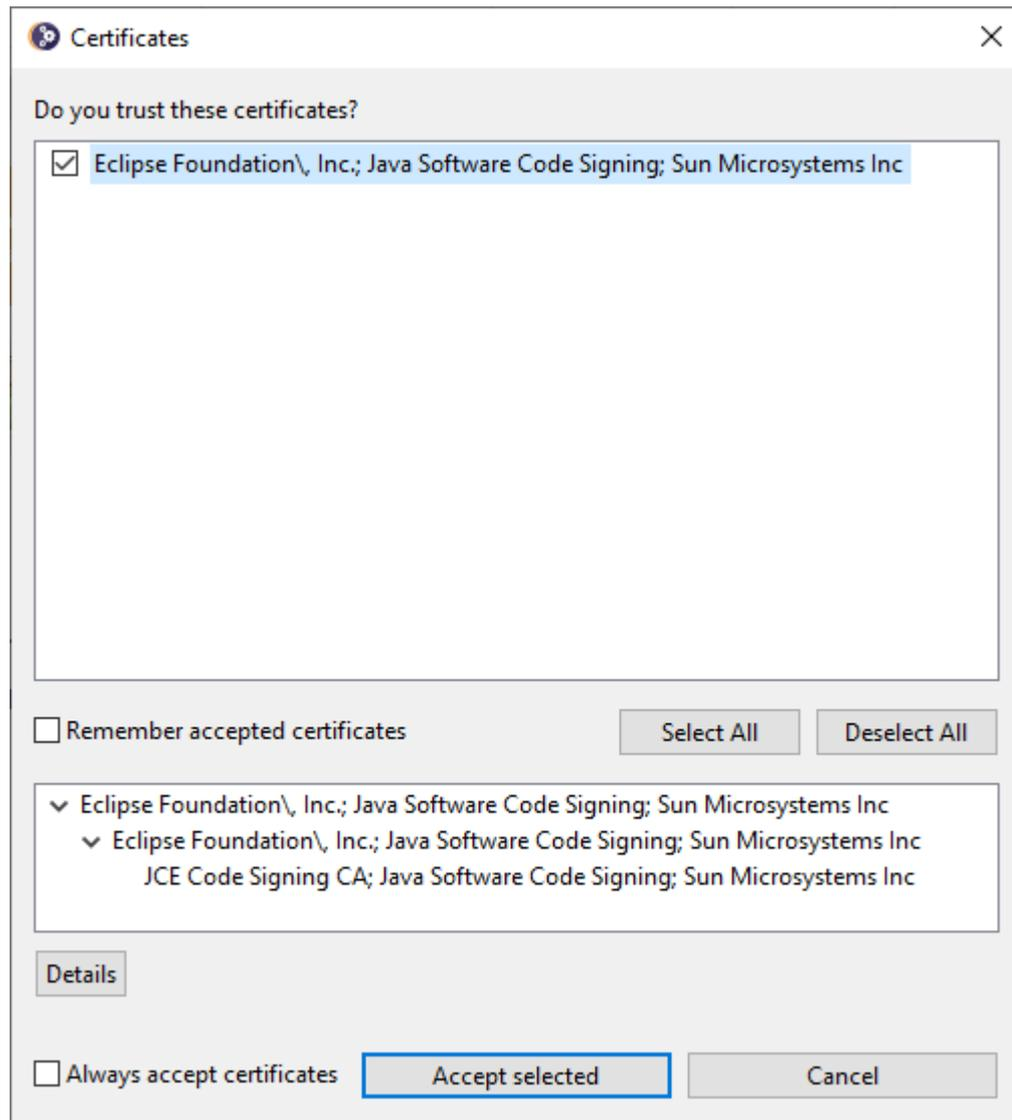 Certificates
Do you trust these certificates?
Eclipse Foundation\, Inc.; Java Software Code Signing; Sun Microsystems Inc
Remember accepted certificates
Select All
Deselect All
Eclipse Foundation\, Inc.; Java Software Code Signing; Sun Microsystems Inc
Eclipse Foundation\, Inc.; Java Software Code Signing; Sun Microsystems Inc
JCE Code Signing CA; Java Software Code Signing; Sun Microsystems Inc
Details
Always accept certificates
Accept selected
Cancel